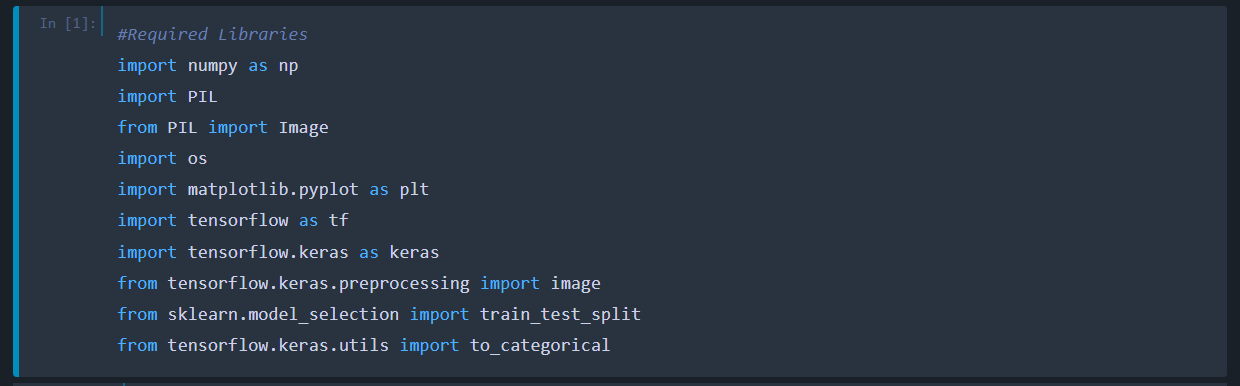 In [1]:
#Required Libraries
import numpy as np
import PIL
from PIL import Image
import os
import matplotlib.pyplot as plt
import tensorflow as tf
import tensorflow.keras as keras
from tensorflow.keras.preprocessing import image
from sklearn.model_selection import train_test_split
from tensorflow.keras.utils import to_categorical